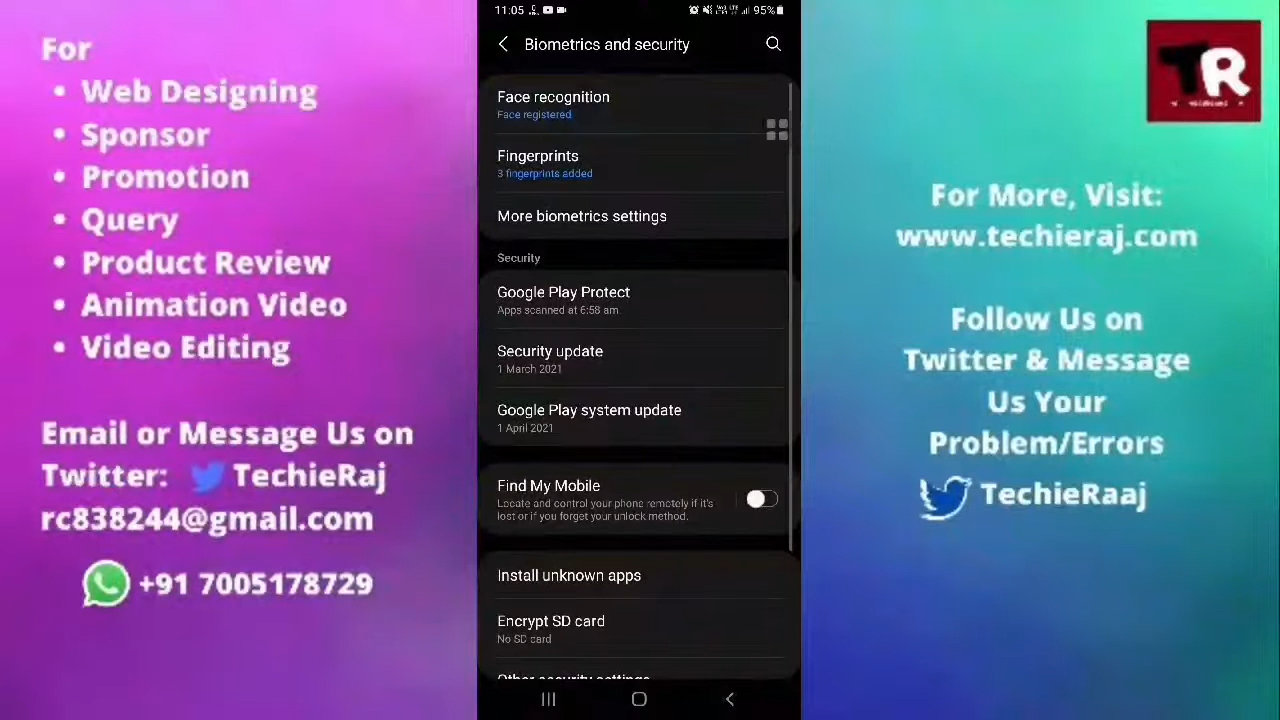 For
• Web Designing
• Sponsor
• Promotion
• Query
• Product Review
• Animation Video
• Video Editing
Email or Message Us on
Twitter: TechieRaj
rc838244@gmail.com
+91 7005178729
11:05
95%
Biometrics and security
Face recognition
Face registered
Fingerprints
3 fingerprints added
More biometrics settings
Security
Google Play Protect
Apps scanned at 6:58 am
Security update
1 March 2021
Google Play system update
1 April 2021
Find My Mobile
Locate and control your phone remotely if it's
lost or if you forget your unlock method.
Install unknown apps
Encrypt SD card
No SD card
Other security settings
TR
For More, Visit:
www.techieraj.com
Follow Us on
Twitter & Message
Us Your
Problem/Errors
TechieRaaj